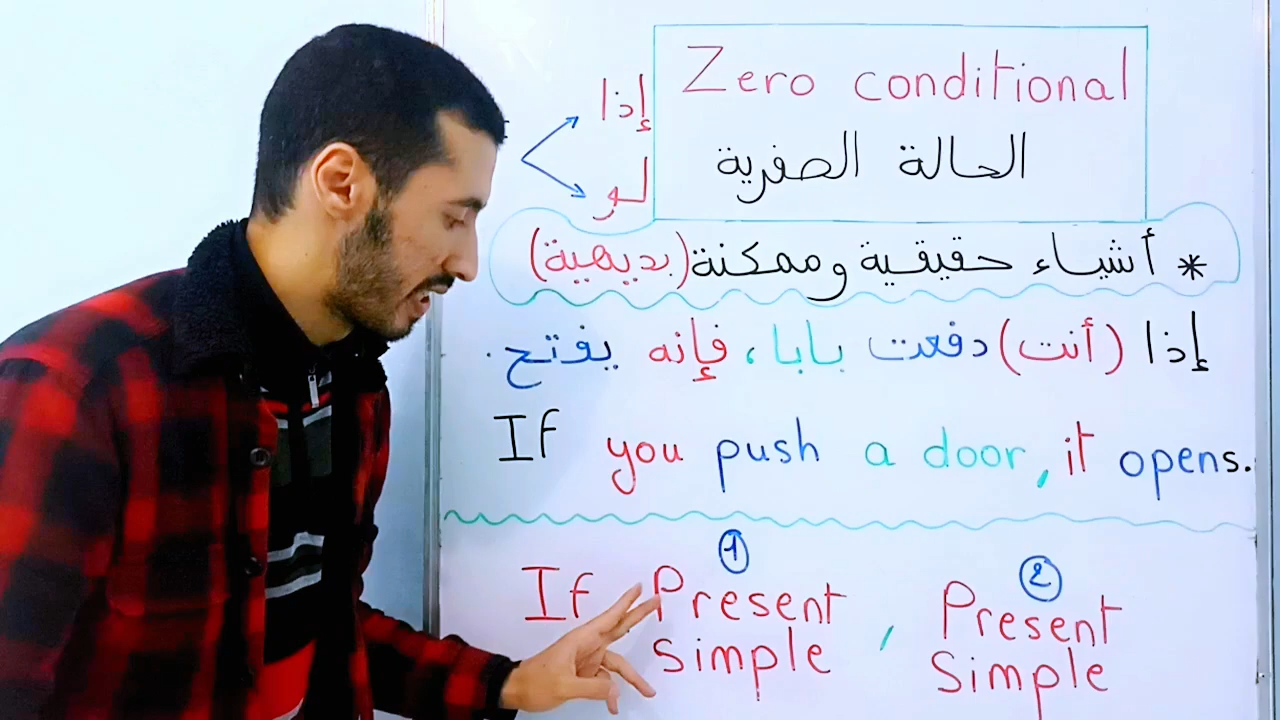 Zero conditional
الحالة الصفرية
إذا
لو
* أشياء حقيقية وممكنة (بديهية)
إذا (أنت) دفعت بابا، فإنه يفتح.
If you push a door, it opens.
1 2
If Present simple , Present Simple